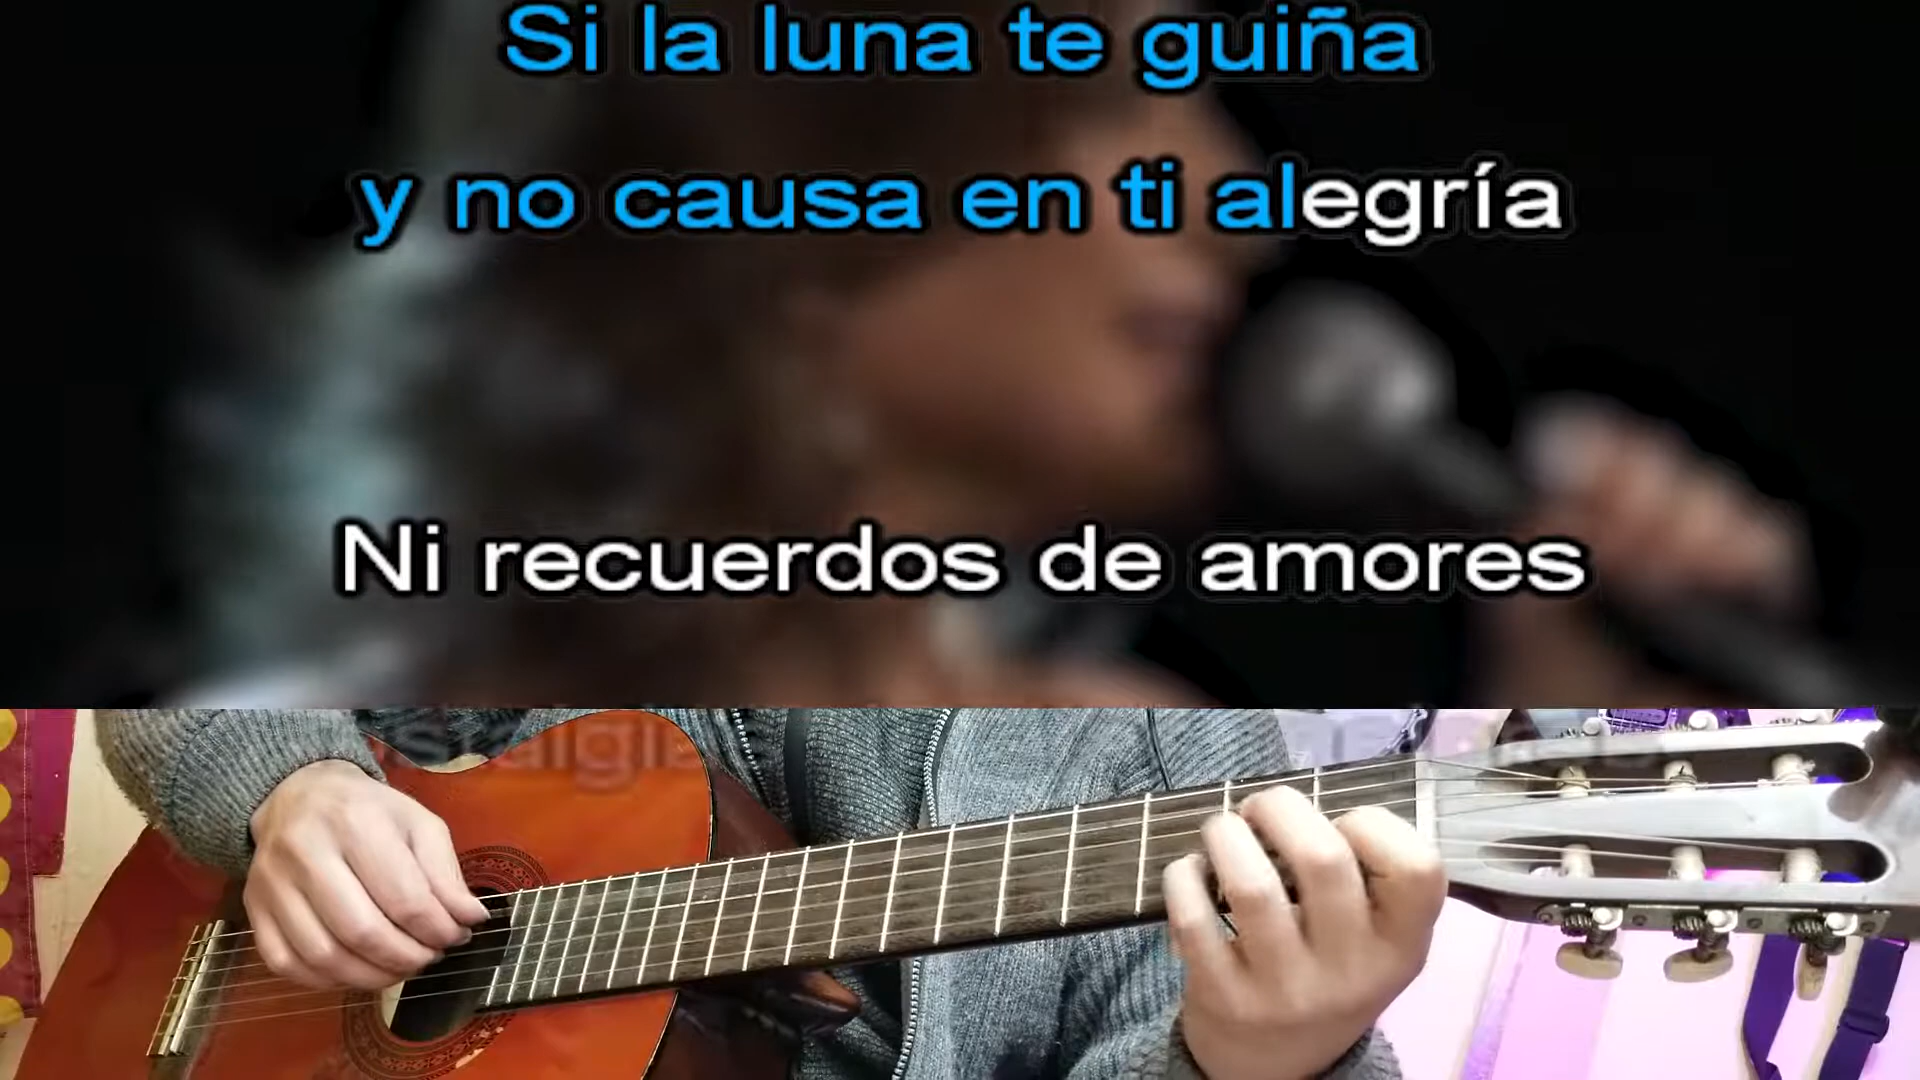 Si la luna te guiña
y no causa en ti alegría
Ni recuerdos de amores